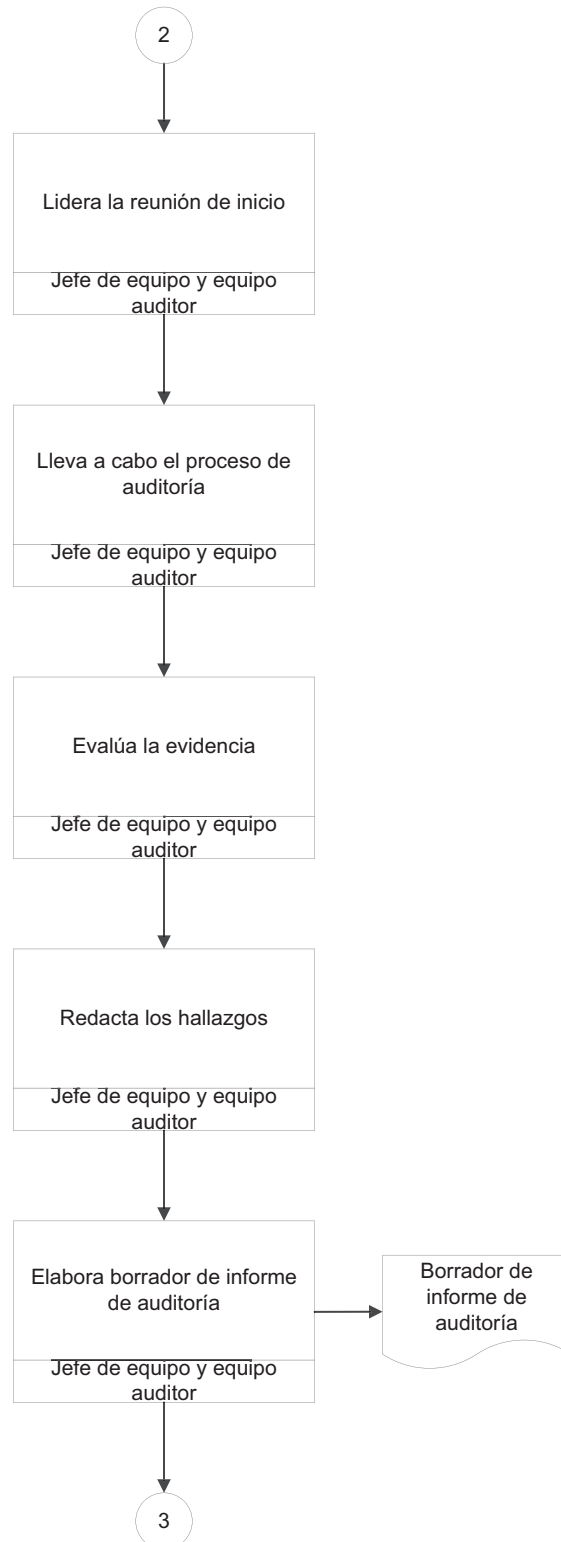 2
Lidera la reunión de inicio
Jefe de equipo y equipo
auditor
Lleva a cabo el proceso de
auditoría
Jefe de equipo y equipo
auditor
Evalúa la evidencia
Jefe de equipo y equipo
auditor
Redacta los hallazgos
Jefe de equipo y equipo
auditor
Elabora borrador de informe
de auditoría
Jefe de equipo y equipo
auditor
Borrador de
informe de
auditoría
3